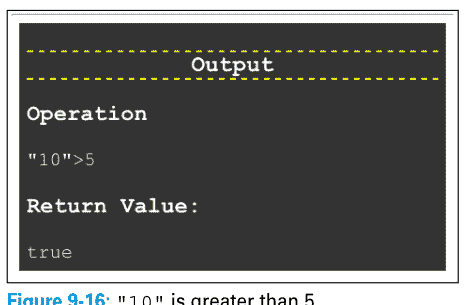 Output
Operation
"10">5
Return Value:
true
Figure 9-16: "10" is greater than 5